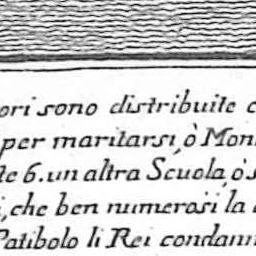 ori sono distribuite c
per maritarsi, ò Mon
te 6. un altra Scuola, ò s
i, che ben numerosi la
Patibolo li Rei condann